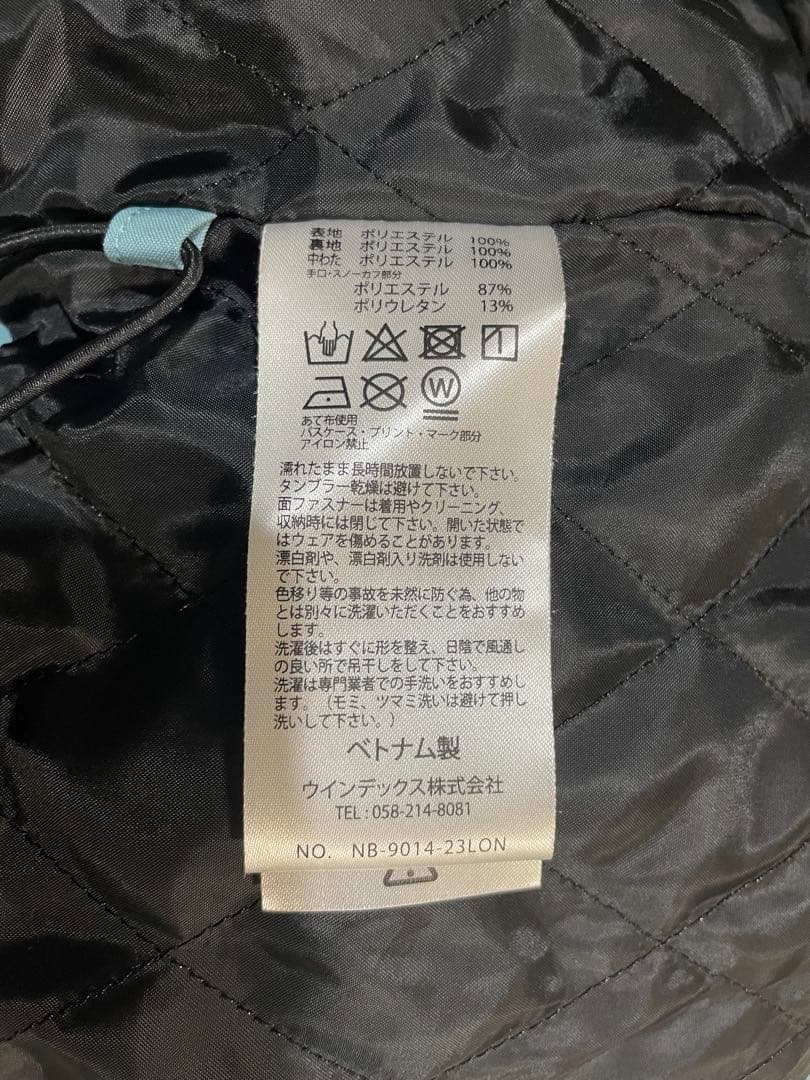 表地 ポリエステル 100%
裏地 ポリエステル 100%
中わた ポリエステル 100%
手口・スノーカフ部分
ポリエステル 87%
ポリウレタン 13%
W
あて布使用
パスケース・プリント・マーク部分
アイロン禁止
濡れたまま長時間放置しないで下さい。
タンブラー乾燥は避けて下さい。
面ファスナーは着用やクリーニング、
収納時には閉じて下さい。開いた状態で
はウェアを傷めることがあります。
漂白剤や、漂白剤入り洗剤は使用しない
で下さい。
色移り等の事故を未然に防ぐ為、他の物
とは別々に洗濯いただくことをおすすめ
します。
洗濯後はすぐに形を整え、日陰で風通し
の良い所で吊干しをして下さい。
洗濯は専門業者での手洗いをおすすめし
ます。（モミ、ツマミ洗いは避けて押し
洗いして下さい。）
ベトナム製
ウインデックス株式会社
TEL : 058-214-8081
NO. NB-9014-23LON